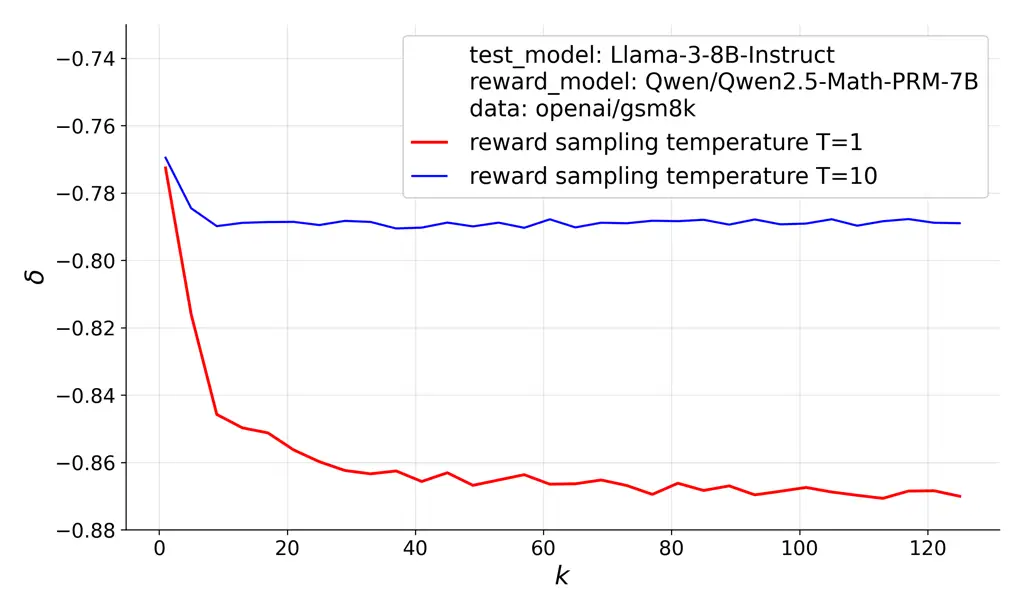 test_model: Llama-3-8B-Instruct
reward_model: Qwen/Qwen2.5-Math-PRM-7B
data: openai/gsm8k
reward sampling temperature T=1
reward sampling temperature T=10
−0.74
−0.76
−0.78
−0.80
−0.82
−0.84
−0.86
−0.88
δ
0 20 40 60 80 100 120
k